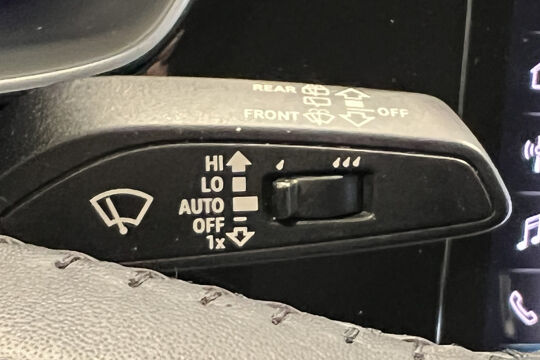 REAR
FRONT OFF
HI
LO
AUTO
OFF
1x